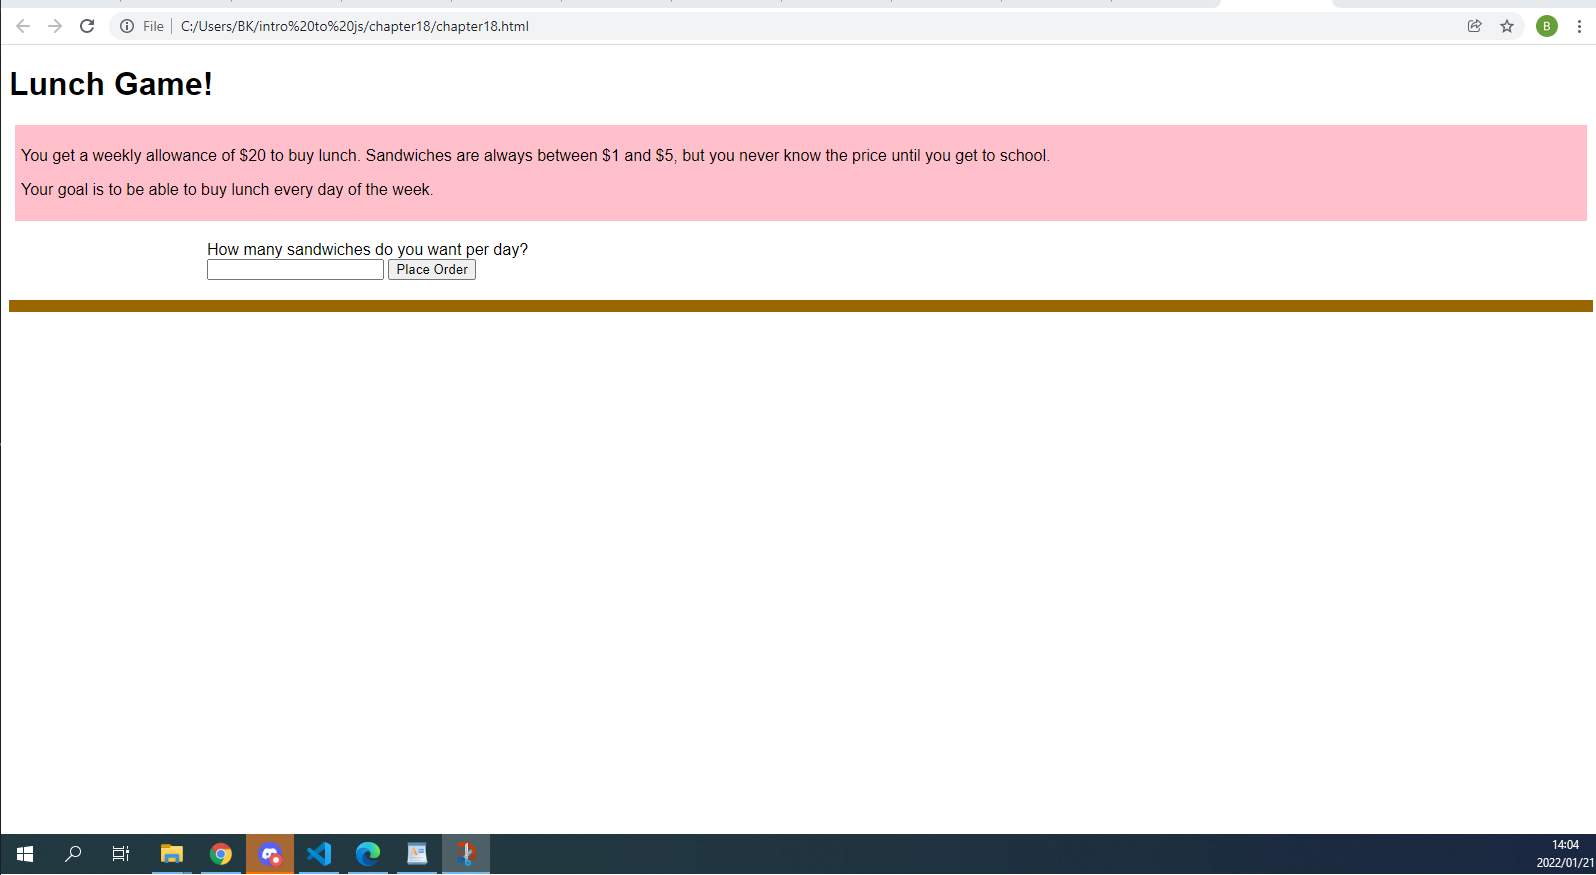 File C:/Users/BK/intro%20to%20js/chapter18/chapter18.html
B
Lunch Game!
You get a weekly allowance of $20 to buy lunch. Sandwiches are always between $1 and $5, but you never know the price until you get to school.
Your goal is to be able to buy lunch every day of the week.
How many sandwiches do you want per day?
Place Order
14:04
2022/01/21